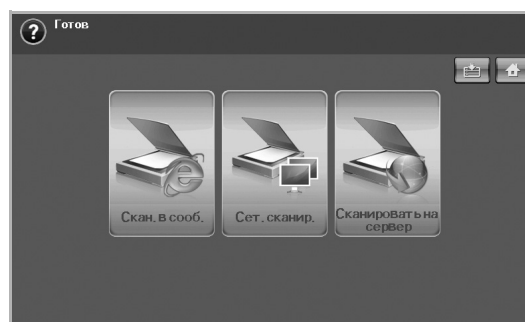 Готов
Скан. в сооб.
Сет. сканир.
Сканировать на
сервер